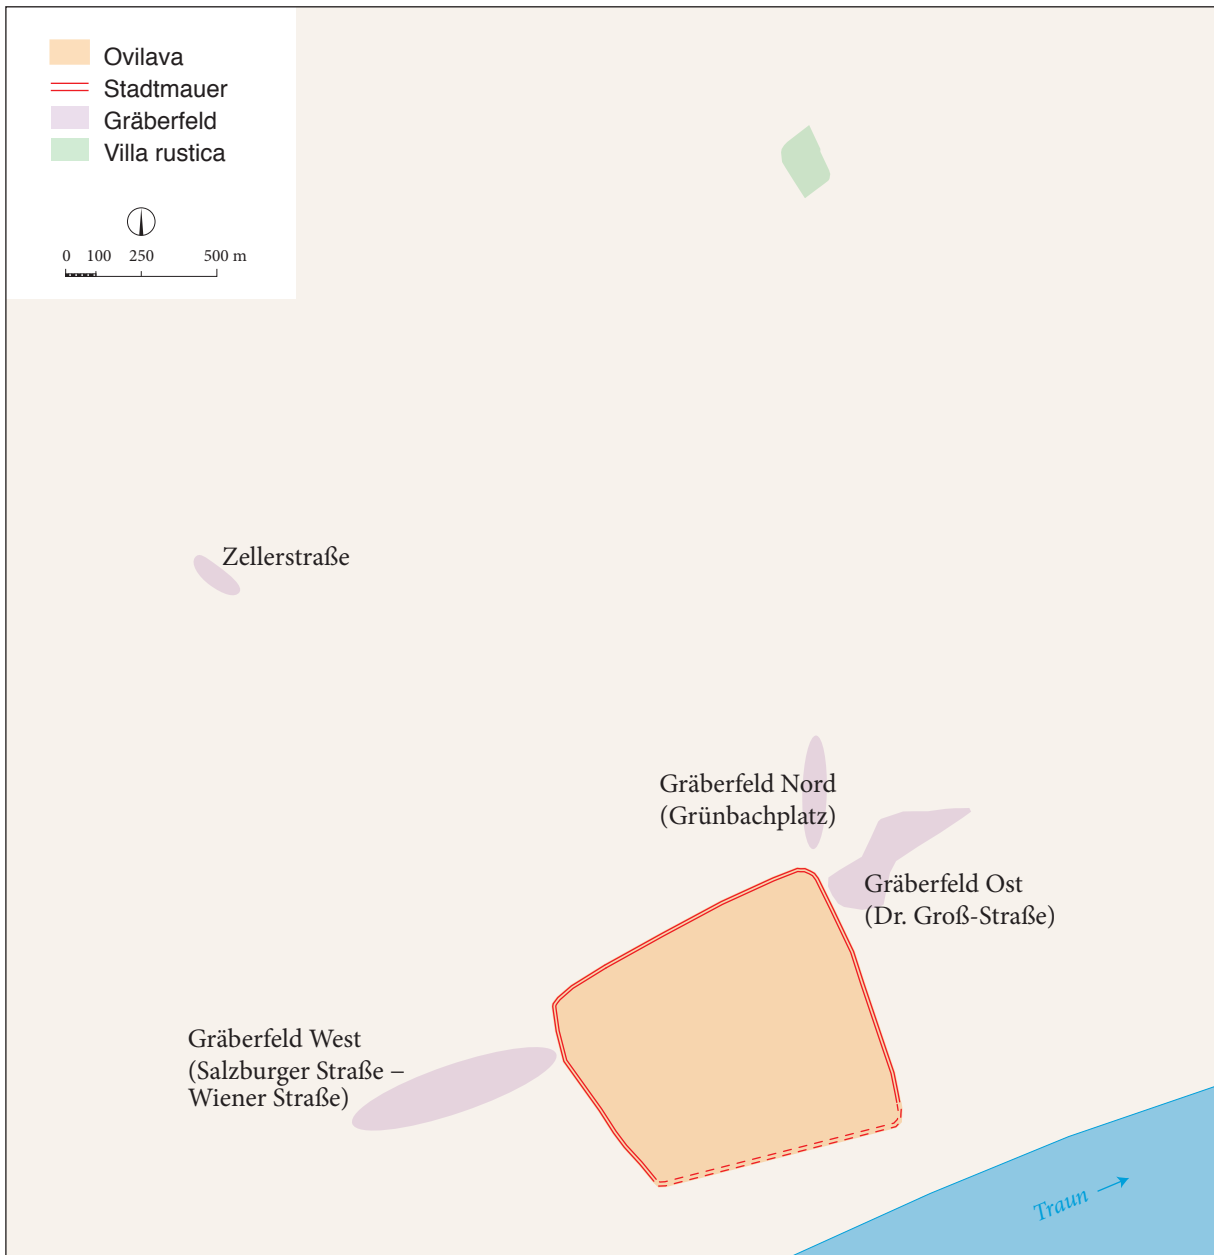 Ovilava
Stadtmauer
Gräberfeld
Villa rustica
0 100 250 500 m
Zellerstraße
Gräberfeld Nord
(Grünbachplatz)
Gräberfeld Ost
(Dr. Groß-Straße)
Gräberfeld West
(Salzburger Straße –
Wiener Straße)
Traun